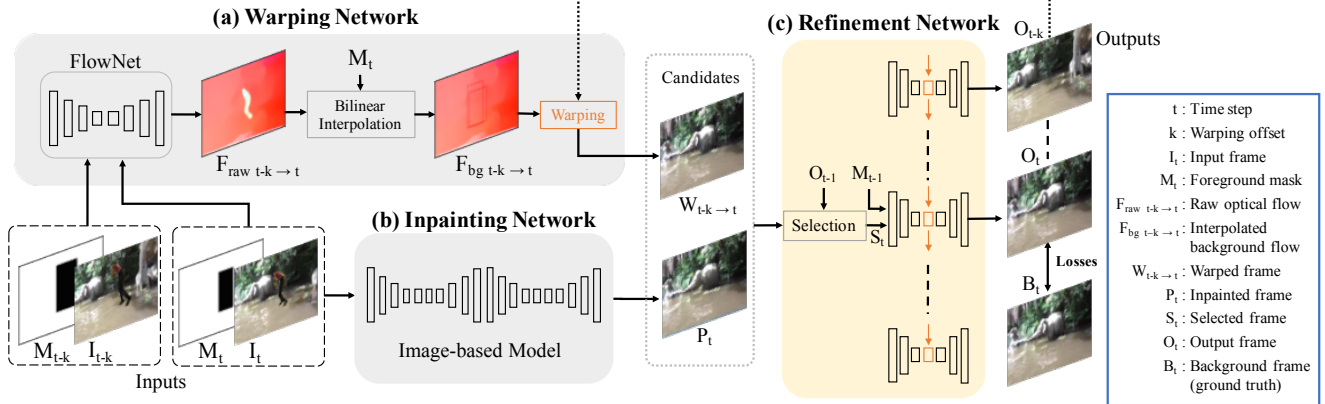 (a) Warping Network
FlowNet
M_t
Bilinear
Interpolation
Warping
F_raw t-k → t
F_bg t-k → t
M_t-k I_t-k
M_t I_t
Inputs
(b) Inpainting Network
Image-based Model
Candidates
W_t-k → t
P_t
(c) Refinement Network
O_t-1
M_t-1
Selection
S_t
O_t-k
Outputs
O_t
Losses
B_t
t : Time step
k : Warping offset
I_t : Input frame
M_t : Foreground mask
F_raw t-k → t : Raw optical flow
F_bg t-k → t : Interpolated
background flow
W_t-k → t : Warped frame
P_t : Inpainted frame
S_t : Selected frame
O_t : Output frame
B_t : Background frame
(ground truth)